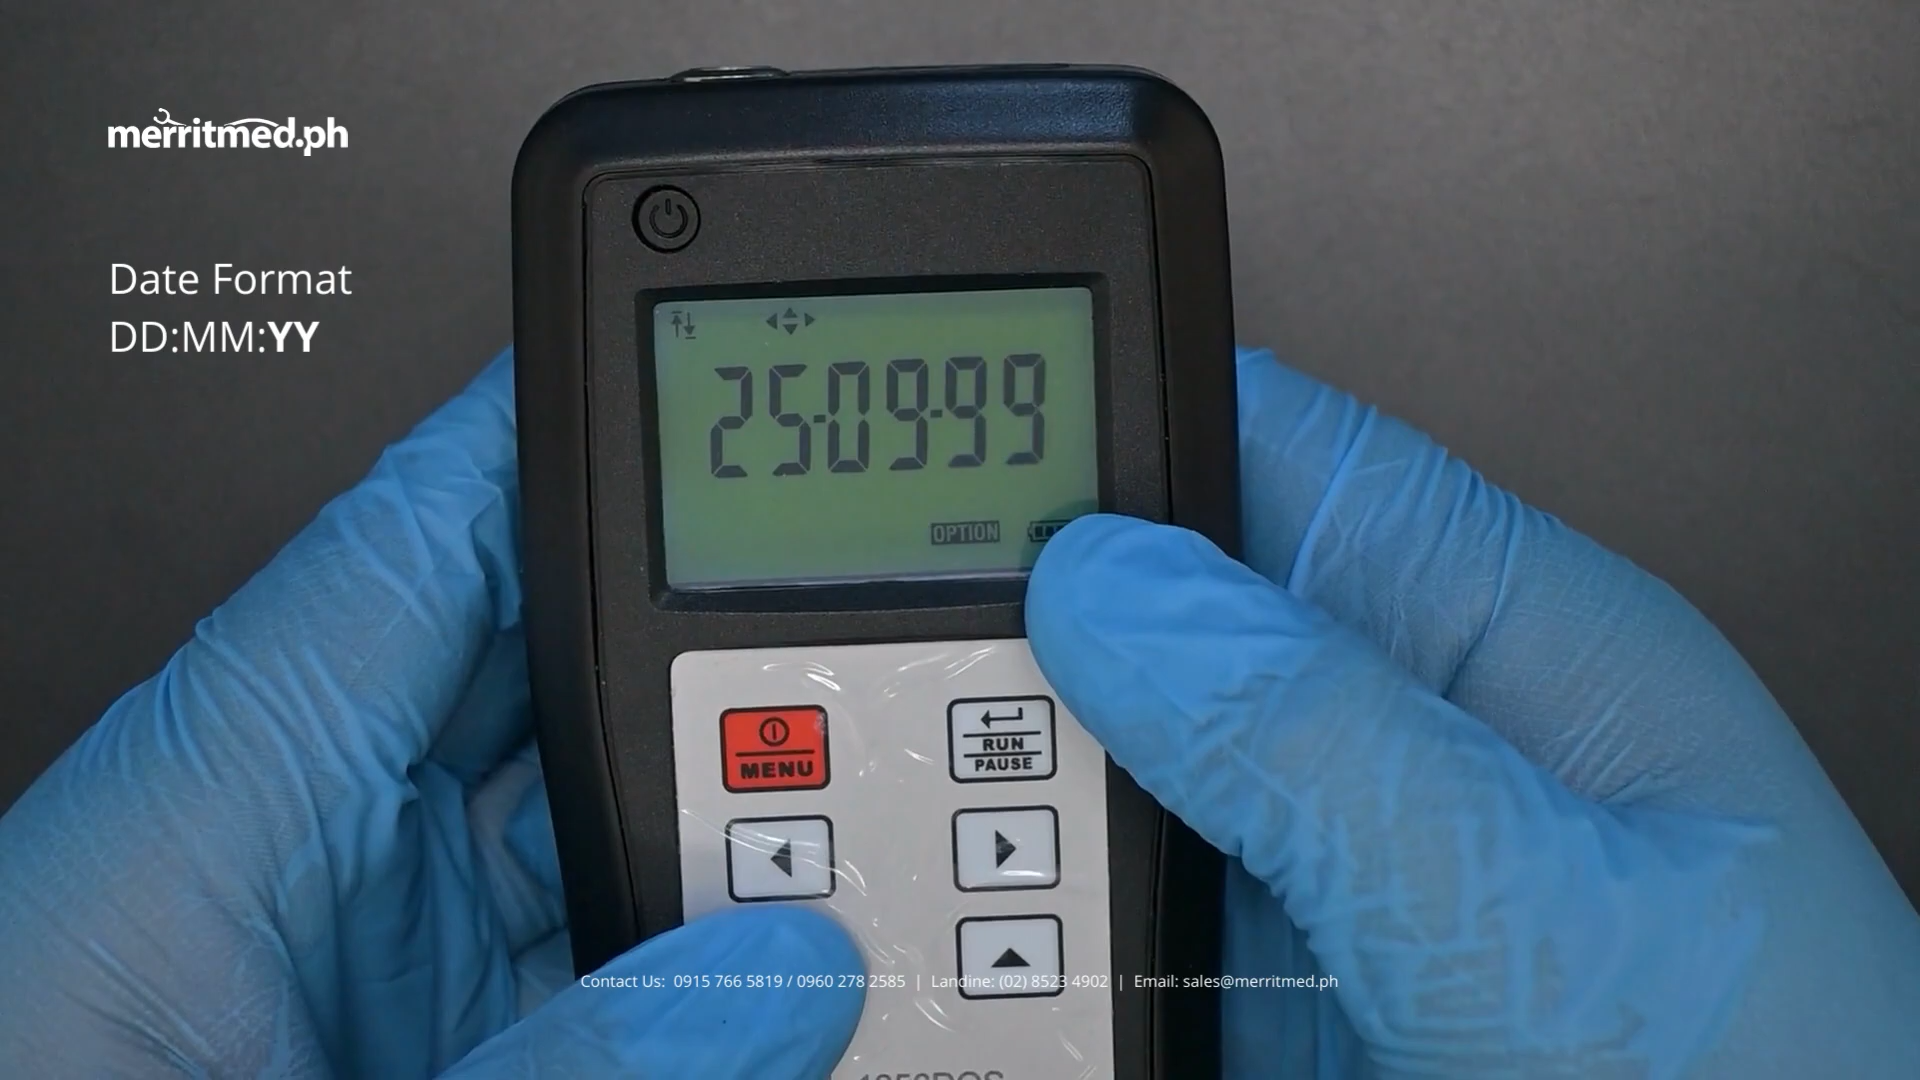 merritmed.ph
Date Format
DD:MM:YY
25-09-99
OPTION
MENU
RUN
PAUSE
Contact Us: 0915 766 5819 / 0960 278 2585 | Landine: (02) 8523 4902 | Email: sales@merritmed.ph